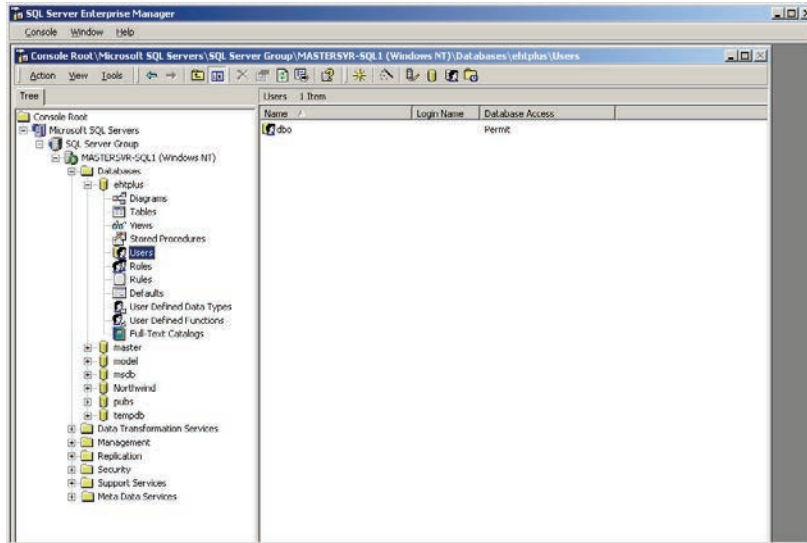 SQL Server Enterprise Manager
Console Window Help
Console Root\Microsoft SQL Servers\SQL Server Group\MASTERSVR-SQL1 (Windows NT)\Databases\ehtplus\Users
Action View Tools
Tree
Users 1 Item
Console Root
Microsoft SQL Servers
SQL Server Group
MASTERSVR-SQL1 (Windows NT)
Databases
ehtplus
Diagrams
Tables
Views
Stored Procedures
Users
Roles
Rules
Defaults
User Defined Data Types
User Defined Functions
Full-Text Catalogs
master
model
msdb
Northwind
pubs
tempdb
Data Transformation Services
Management
Replication
Security
Support Services
Meta Data Services
Name Login Name Database Access
dbo Permit